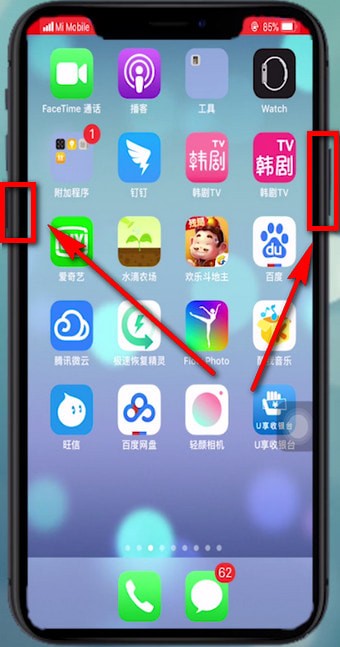 Mi Mobile
85%
FaceTime 通话
播客
工具
Watch
1
TV
韩剧
TV
韩剧
附加程序
钉钉
韩剧TV
韩剧TV
残局
du
爱奇艺
水滴农场
欢乐斗地主
百度
腾讯微云
极速恢复精灵
音乐
U享收银台
旺信
百度网盘
轻颜相机
U享收银台
62